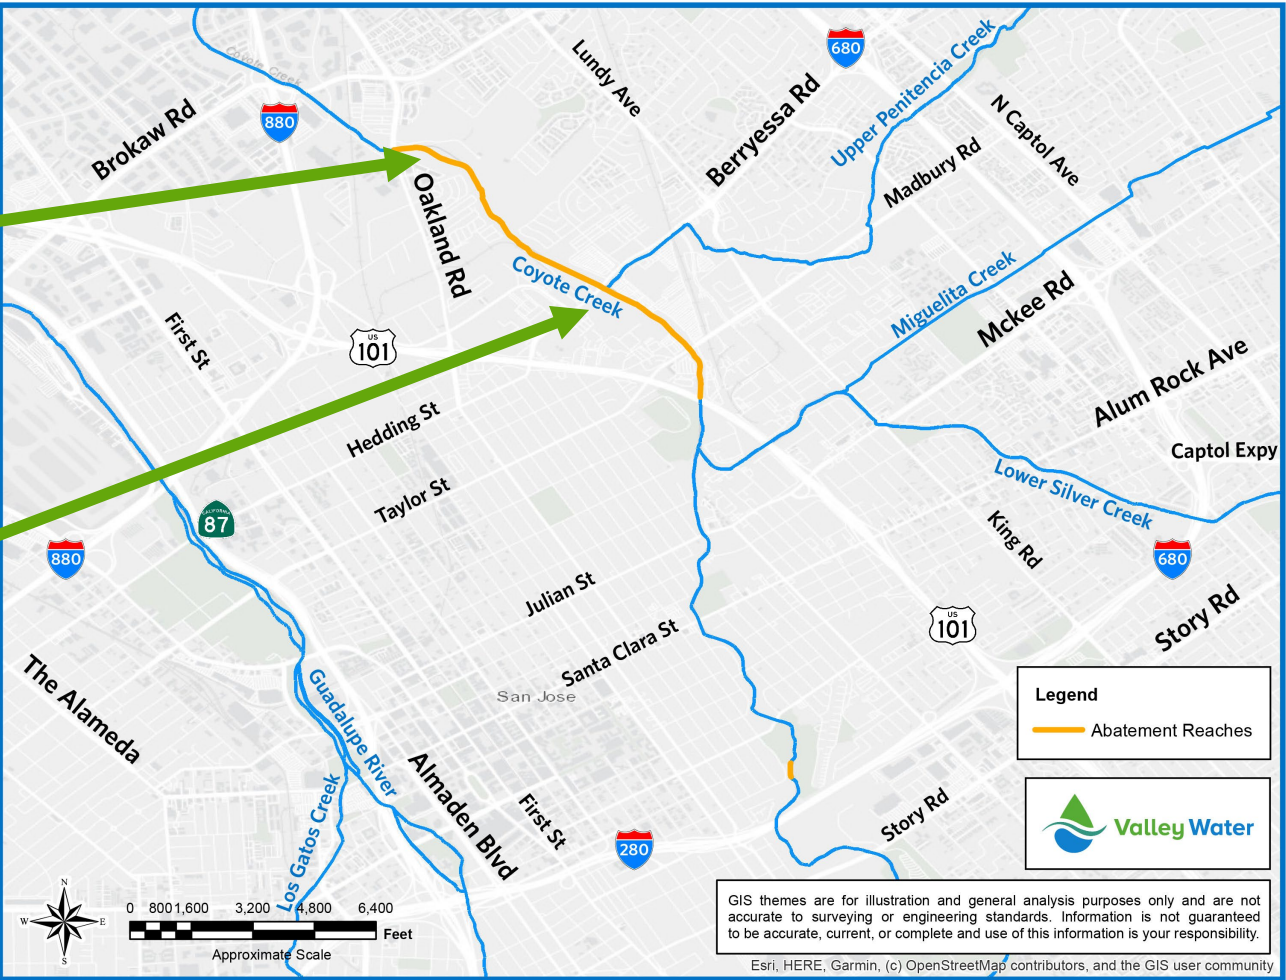 Coyote Creek
Lundy Ave
680
Upper Penitencia Creek
Brokaw Rd
880
Berryessa Rd
N Captol Ave
Madbury Rd
Oakland Rd
Coyote Creek
Miguelita Creek
Mckee Rd
First St
US
101
Alum Rock Ave
Hedding St
Captol Expy
Taylor St
Lower Silver Creek
CALIFORNIA
87
880
King Rd
680
Julian St
US
101
Story Rd
Santa Clara St
The Alameda
San Jose
Guadalupe River
Legend
Abatement Reaches
Almaden Blvd
First St
Story Rd
Los Gatos Creek
280
Valley Water
N
W E
S
0 800 1,600 3,200 4,800 6,400
Feet
Approximate Scale
GIS themes are for illustration and general analysis purposes only and are not
accurate to surveying or engineering standards. Information is not guaranteed
to be accurate, current, or complete and use of this information is your responsibility.
Esri, HERE, Garmin, (c) OpenStreetMap contributors, and the GIS user community